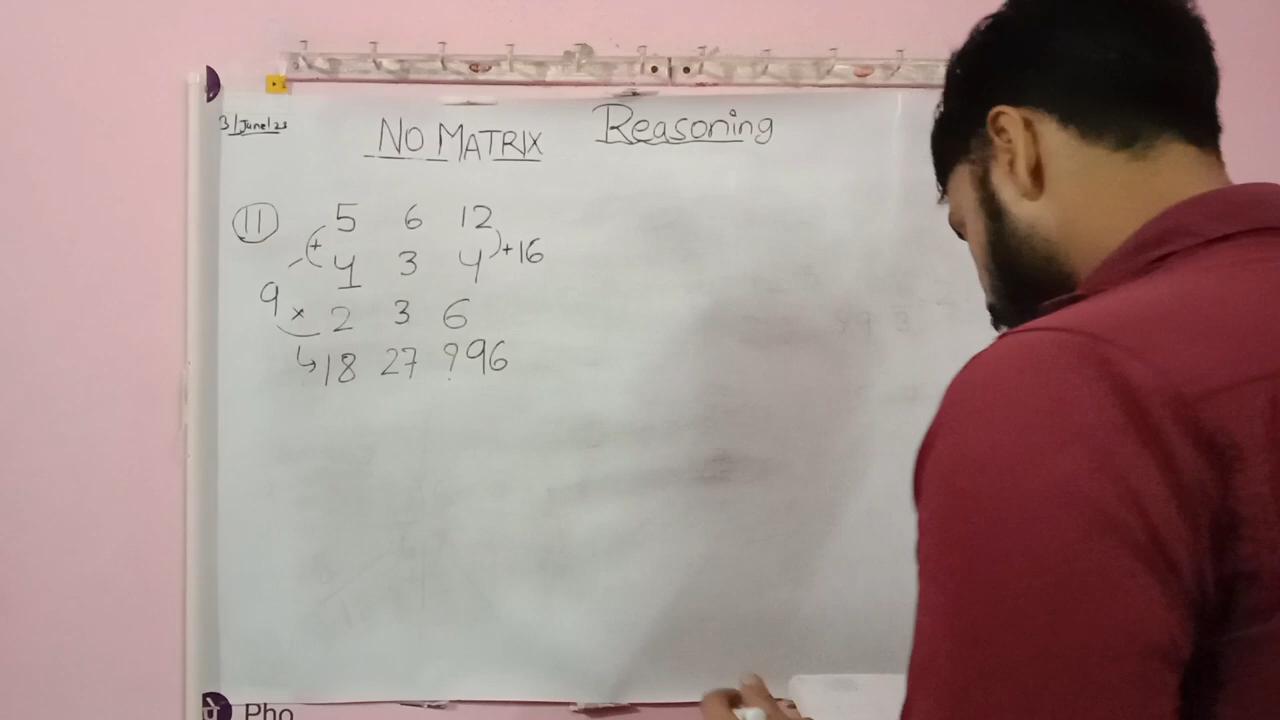 3/June/23
NO MATRIX Reasoning
11 5 6 12
+ 4 3 4 +16
9 × 2 3 6
18 27 ? 96
पे Pho